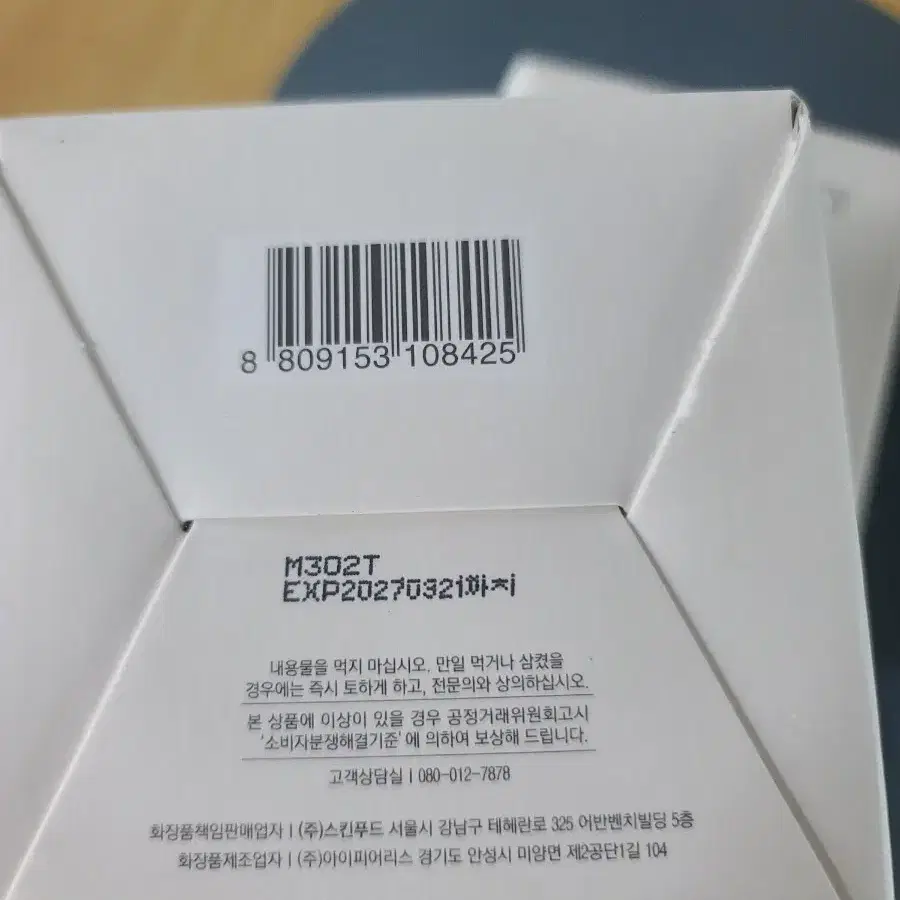 8 809153 108425
M302T
EXP20270321까지
내용물을 먹지 마십시오. 만일 먹거나 삼켰을
경우에는 즉시 토하게 하고, 전문의와 상의하십시오.
본 상품에 이상이 있을 경우 공정거래위원회고시
'소비자분쟁해결기준'에 의하여 보상해 드립니다.
고객상담실 | 080-012-7878
화장품책임판매업자 | (주)스킨푸드 서울시 강남구 테헤란로 325 어반벤치빌딩 5층
화장품제조업자 | (주)아이피어리스 경기도 안성시 미양면 제2공단1길 104